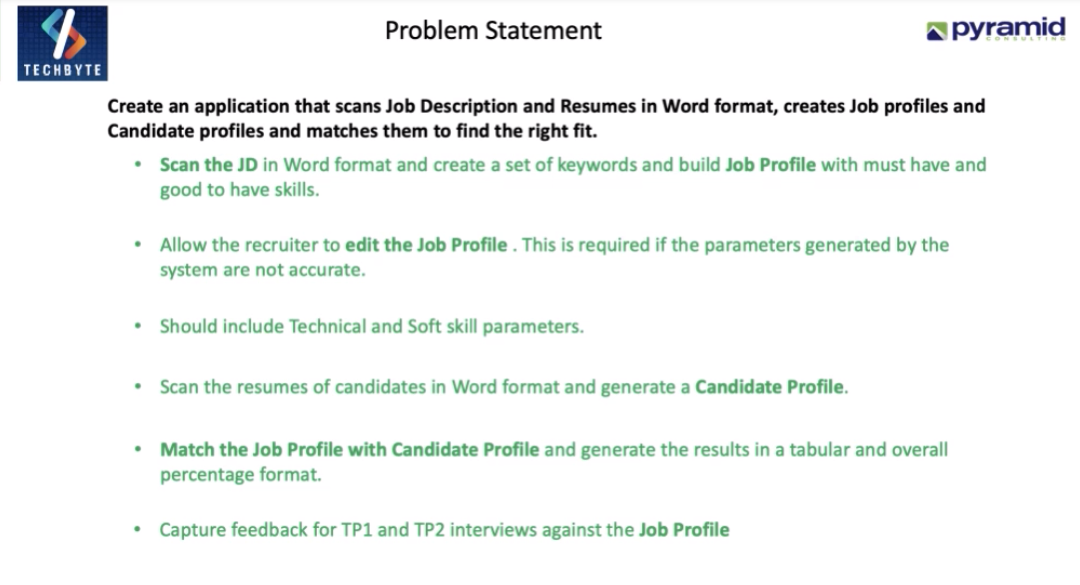 Problem Statement
TECHBYTE
pyramid
CONSULTING
Create an application that scans Job Description and Resumes in Word format, creates Job profiles and
Candidate profiles and matches them to find the right fit.
• Scan the JD in Word format and create a set of keywords and build Job Profile with must have and
good to have skills.
• Allow the recruiter to edit the Job Profile . This is required if the parameters generated by the
system are not accurate.
• Should include Technical and Soft skill parameters.
• Scan the resumes of candidates in Word format and generate a Candidate Profile.
• Match the Job Profile with Candidate Profile and generate the results in a tabular and overall
percentage format.
• Capture feedback for TP1 and TP2 interviews against the Job Profile